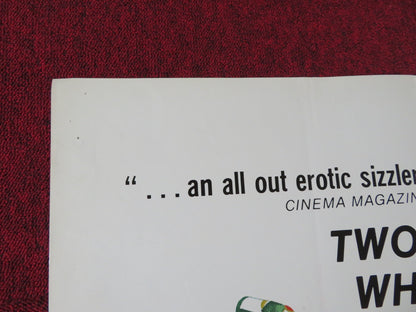 “ ... an all out erotic sizzler
CINEMA MAGAZIN
TWO
WH